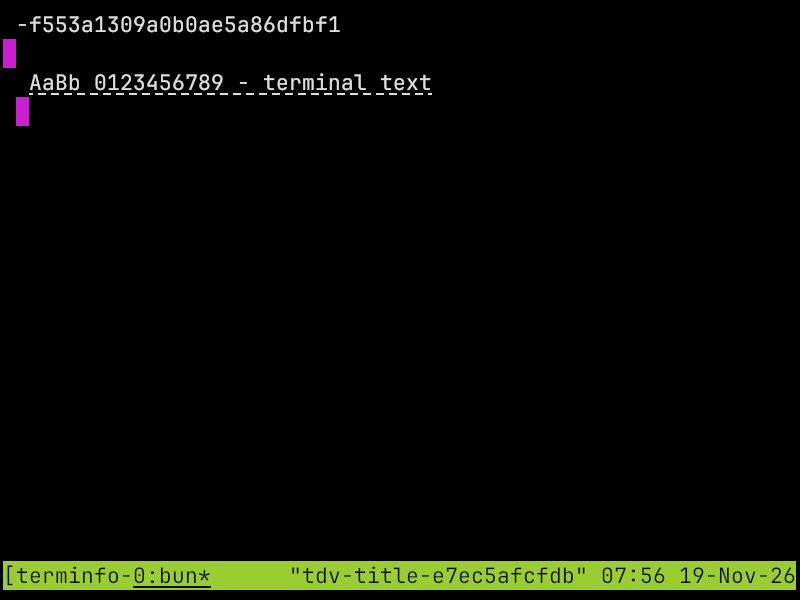 -f553a1309a0b0ae5a86dfbf1
AaBb 0123456789 - terminal text
[terminfo-0:bun* "tdv-title-e7ec5afcfdb" 07:56 19-Nov-26